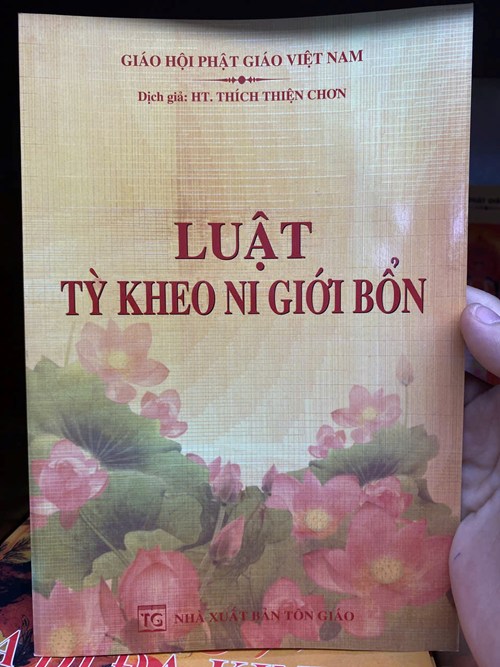 GIÁO HỘI PHẬT GIÁO VIỆT NAM
Dịch giả: HT. THÍCH THIỆN CHƠN
LUẬT
TỲ KHEO NI GIỚI BỔN
TG NHÀ XUẤT BẢN TÔN GIÁO